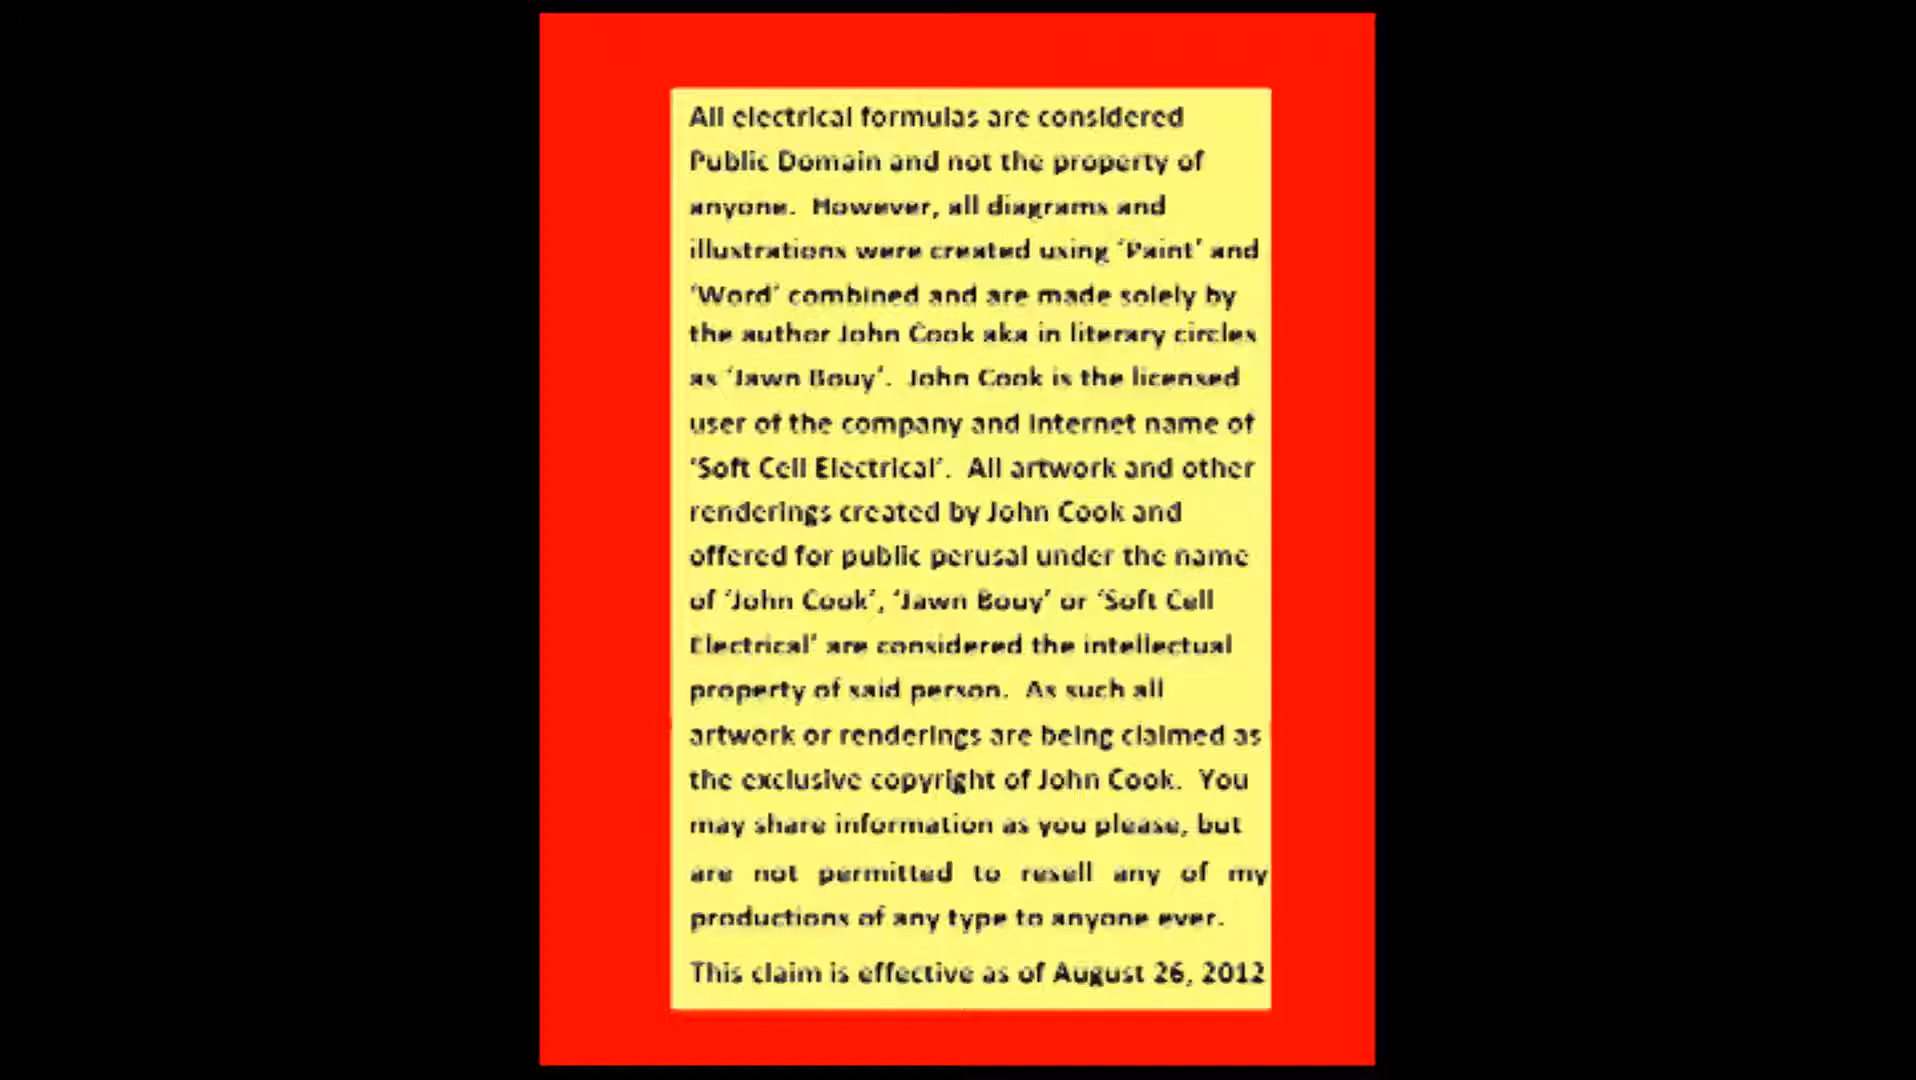 All electrical formulas are considered
Public Domain and not the property of
anyone.  However, all diagrams and
illustrations were created using ‘Paint’ and
‘Word’ combined and are made solely by
the author John Cook aka in literary circles
as ‘Jawn Bouy’.  John Cook is the licensed
user of the company and Internet name of
‘Soft Cell Electrical’.  All artwork and other
renderings created by John Cook and
offered for public perusal under the name
of ‘John Cook’, ‘Jawn Bouy’ or ‘Soft Cell
Electrical’ are considered the intellectual
property of said person.  As such all
artwork or renderings are being claimed as
the exclusive copyright of John Cook.  You
may share information as you please, but
are not permitted to resell any of my
productions of any type to anyone ever.
This claim is effective as of August 26, 2012